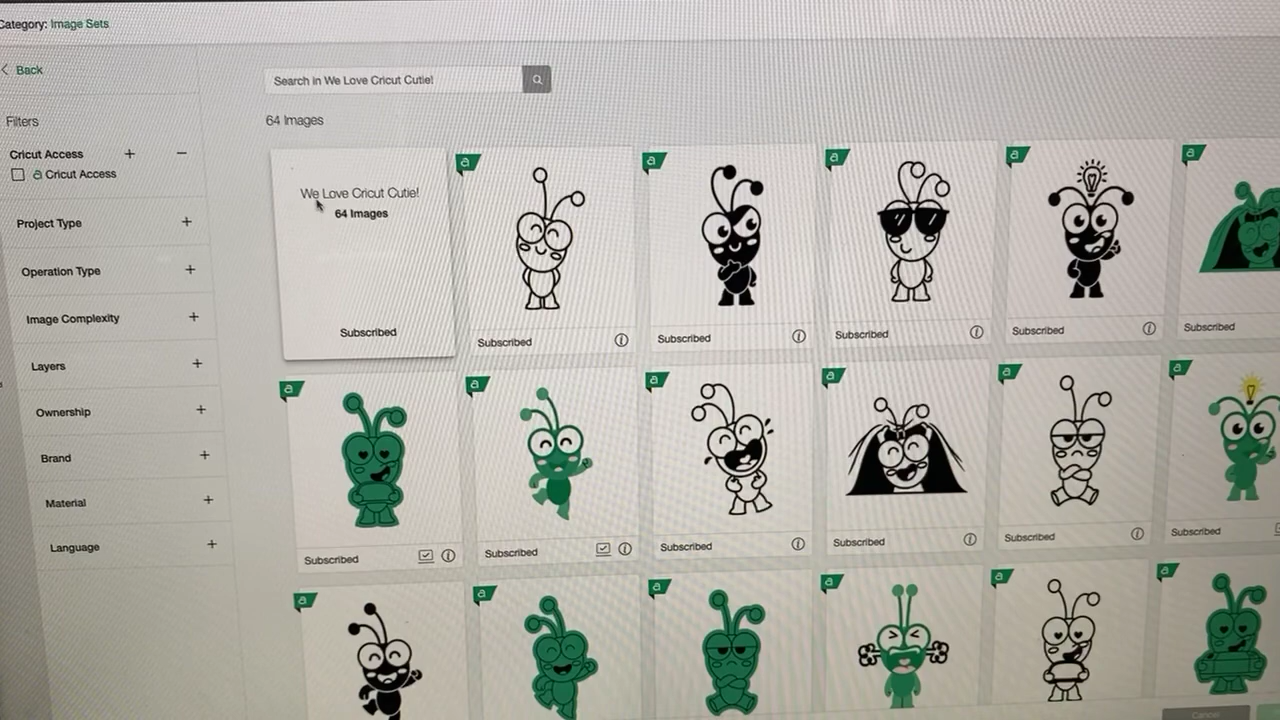 Category: Image Sets
Back
Search in We Love Cricut Cutie!
Filters
64 Images
Cricut Access
a Cricut Access
Project Type
Operation Type
Image Complexity
Layers
Ownership
Brand
Material
Language
We Love Cricut Cutie!
64 Images
Subscribed
a
Subscribed
a
Subscribed
a
Subscribed
a
Subscribed
a
Subscribed
a
Subscribed
a
Subscribed
a
Subscribed
a
Subscribed
a
Subscribed
a
Subscribed
a
a
a
a
a
a
Cancel